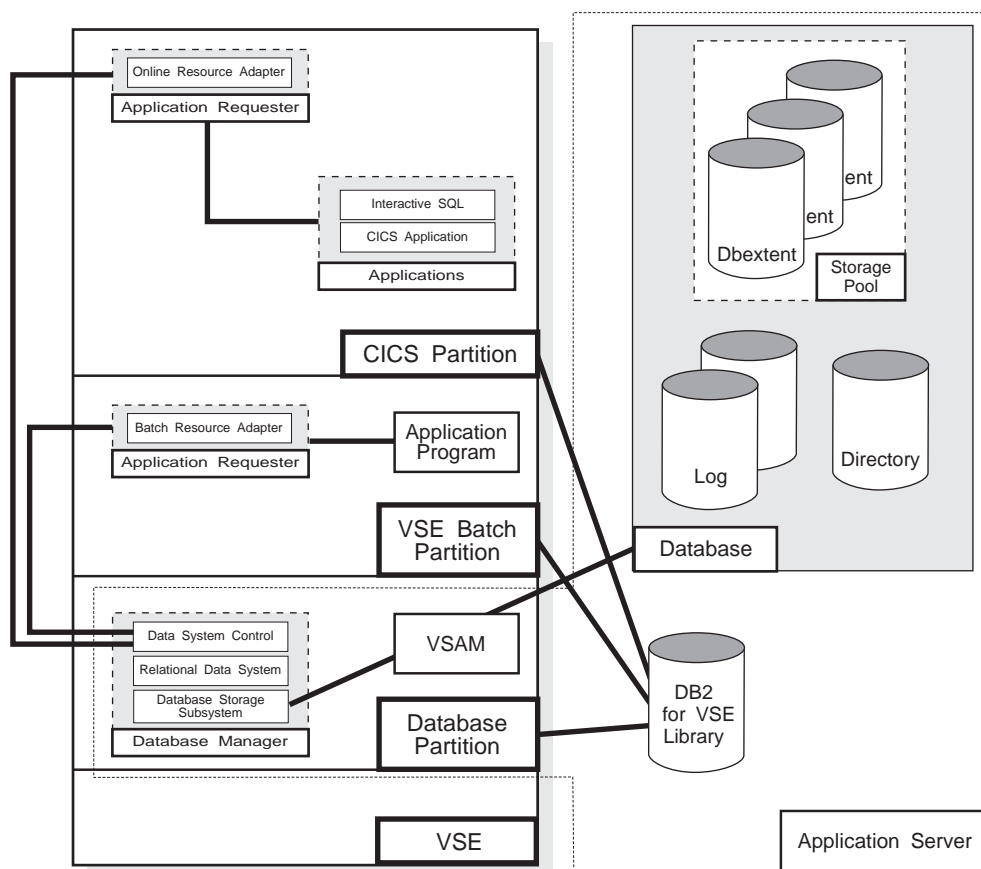 Online Resource Adapter
Application Requester
Interactive SQL
CICS Application
Applications
CICS Partition
Batch Resource Adapter
Application Requester
Application
Program
VSE Batch
Partition
Data System Control
Relational Data System
Database Storage
Subsystem
Database Manager
VSAM
Database
Partition
VSE
ent
ent
Dbextent
Storage
Pool
Log
Directory
Database
DB2
for VSE
Library
Application Server